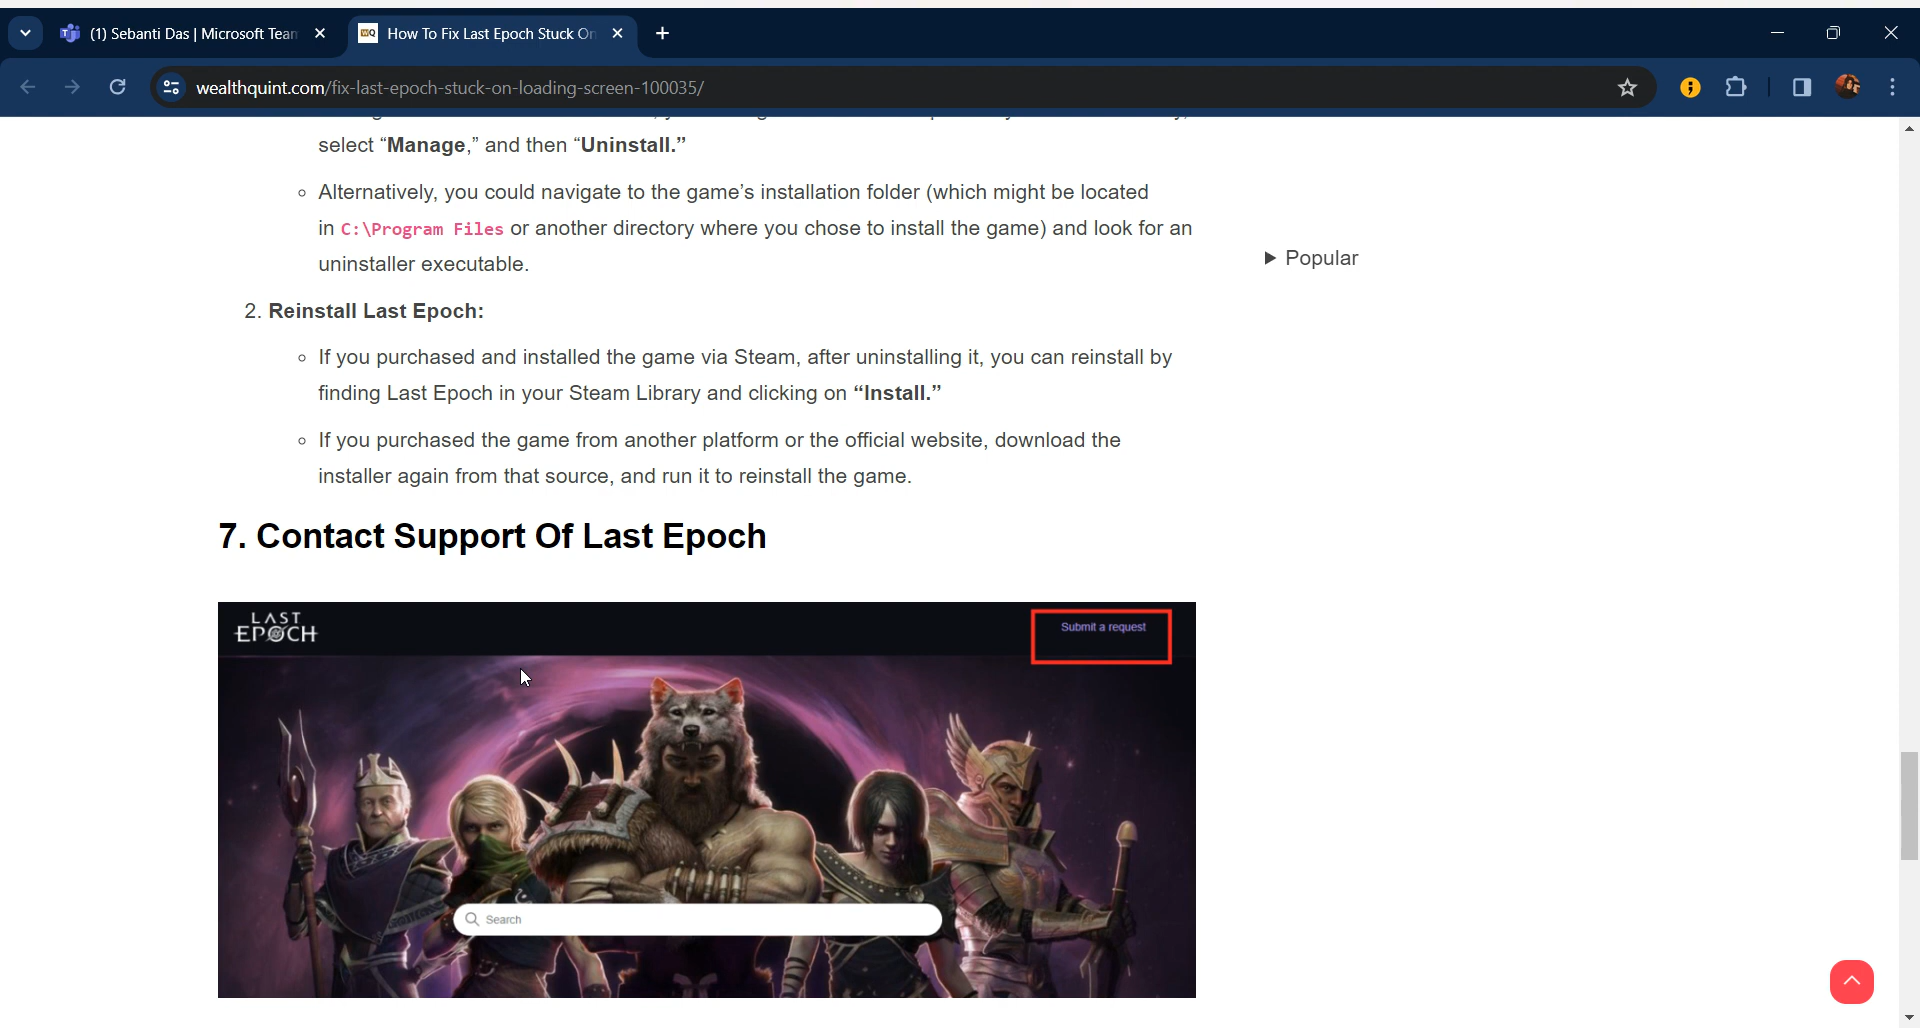 (1) Sebanti Das | Microsoft Tean
How To Fix Last Epoch Stuck On
wealthquint.com/fix-last-epoch-stuck-on-loading-screen-100035/
select “Manage,” and then “Uninstall.”
Alternatively, you could navigate to the game’s installation folder (which might be located
in C:\Program Files or another directory where you chose to install the game) and look for an
uninstaller executable.
▶ Popular
2. Reinstall Last Epoch:
If you purchased and installed the game via Steam, after uninstalling it, you can reinstall by
finding Last Epoch in your Steam Library and clicking on “Install.”
If you purchased the game from another platform or the official website, download the
installer again from that source, and run it to reinstall the game.
7. Contact Support Of Last Epoch
LAST
EPOCH
Submit a request
Search